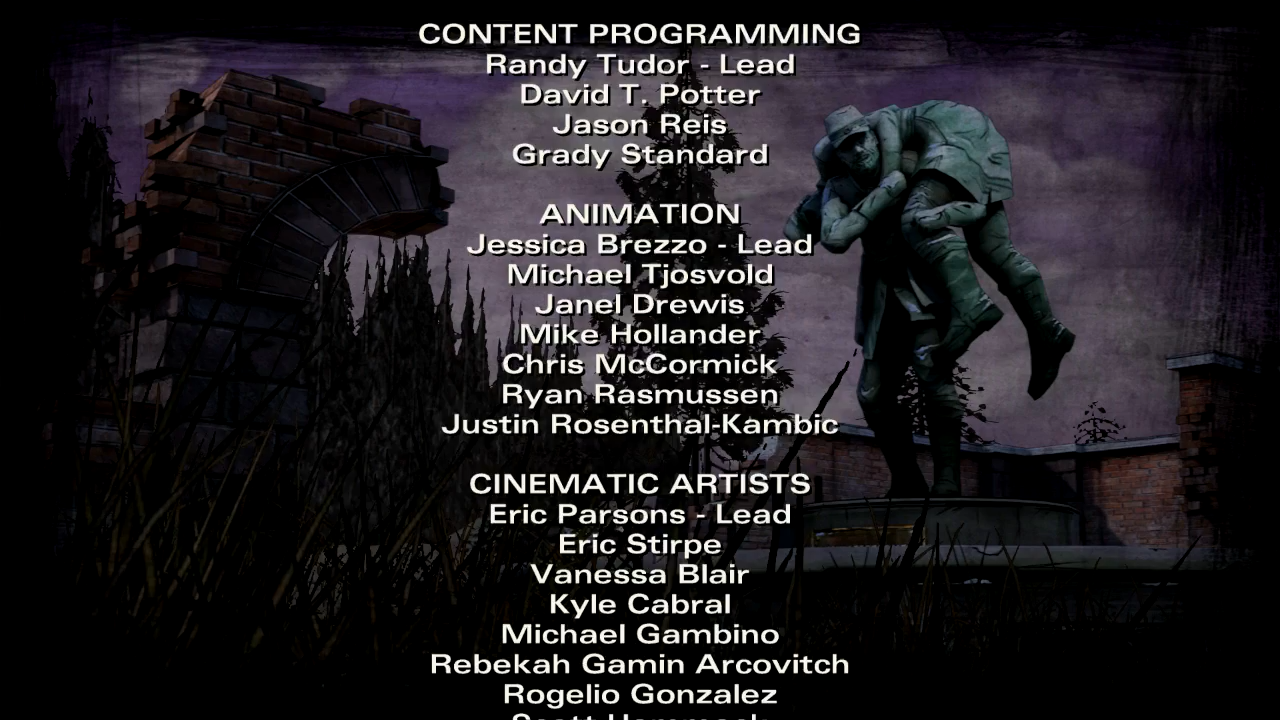 CONTENT PROGRAMMING
Randy Tudor - Lead
David T. Potter
Jason Reis
Grady Standard
ANIMATION
Jessica Brezzo - Lead
Michael Tjosvold
Janel Drewis
Mike Hollander
Chris McCormick
Ryan Rasmussen
Justin Rosenthal-Kambic
CINEMATIC ARTISTS
Eric Parsons - Lead
Eric Stirpe
Vanessa Blair
Kyle Cabral
Michael Gambino
Rebekah Gamin Arcovitch
Rogelio Gonzalez